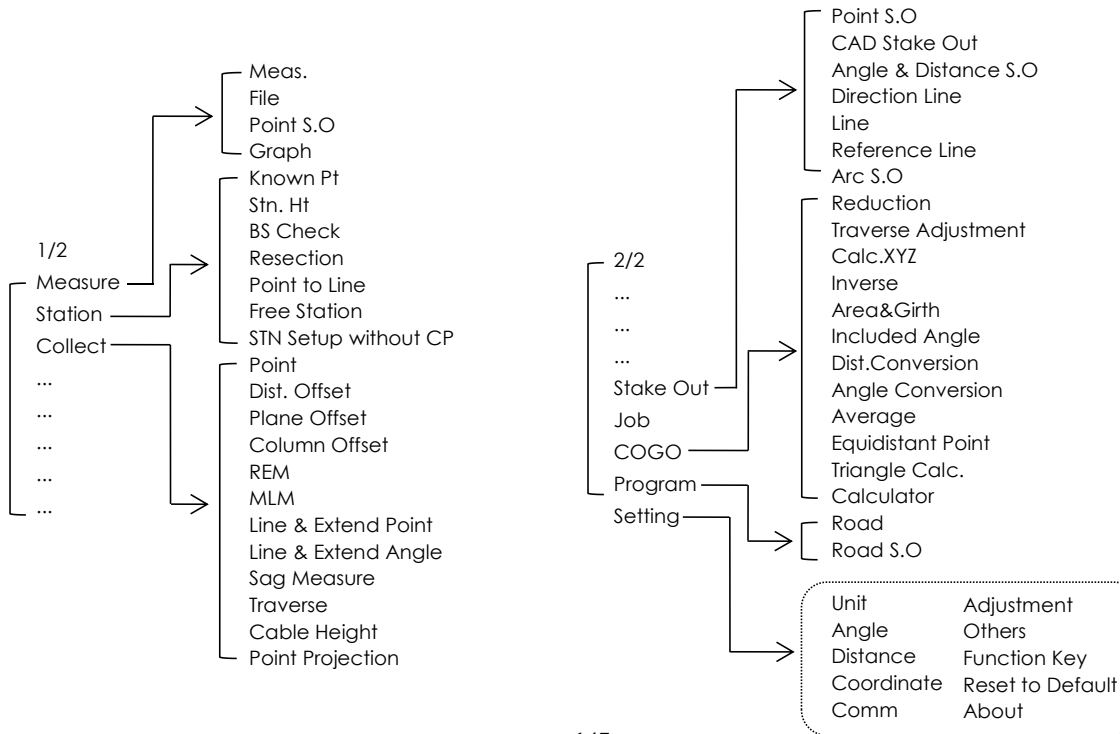 Meas.
File
Point S.O
Graph
Known Pt
Stn. Ht
BS Check
Resection
Point to Line
Free Station
STN Setup without CP
1/2
Measure
Station
Collect
...
...
...
...
...
Point
Dist. Offset
Plane Offset
Column Offset
REM
MLM
Line & Extend Point
Line & Extend Angle
Sag Measure
Traverse
Cable Height
Point Projection
Point S.O
CAD Stake Out
Angle & Distance S.O
Direction Line
Line
Reference Line
Arc S.O
2/2
...
...
...
Stake Out
Job
COGO
Program
Setting
Reduction
Traverse Adjustment
Calc.XYZ
Inverse
Area&Girth
Included Angle
Dist.Conversion
Angle Conversion
Average
Equidistant Point
Triangle Calc.
Calculator
Road
Road S.O
Unit Adjustment
Angle Others
Distance Function Key
Coordinate Reset to Default
Comm About